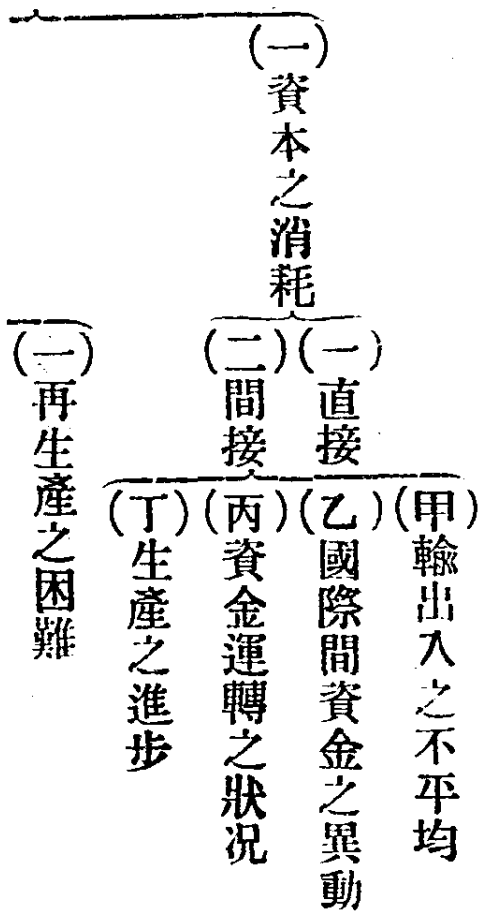 (一)資本之消耗
(一)直接
(二)間接
(甲)輸出入之不平均
(乙)國際間資金之異動
(丙)資金運轉之狀況
(丁)生產之進步
(一)再生產之困難